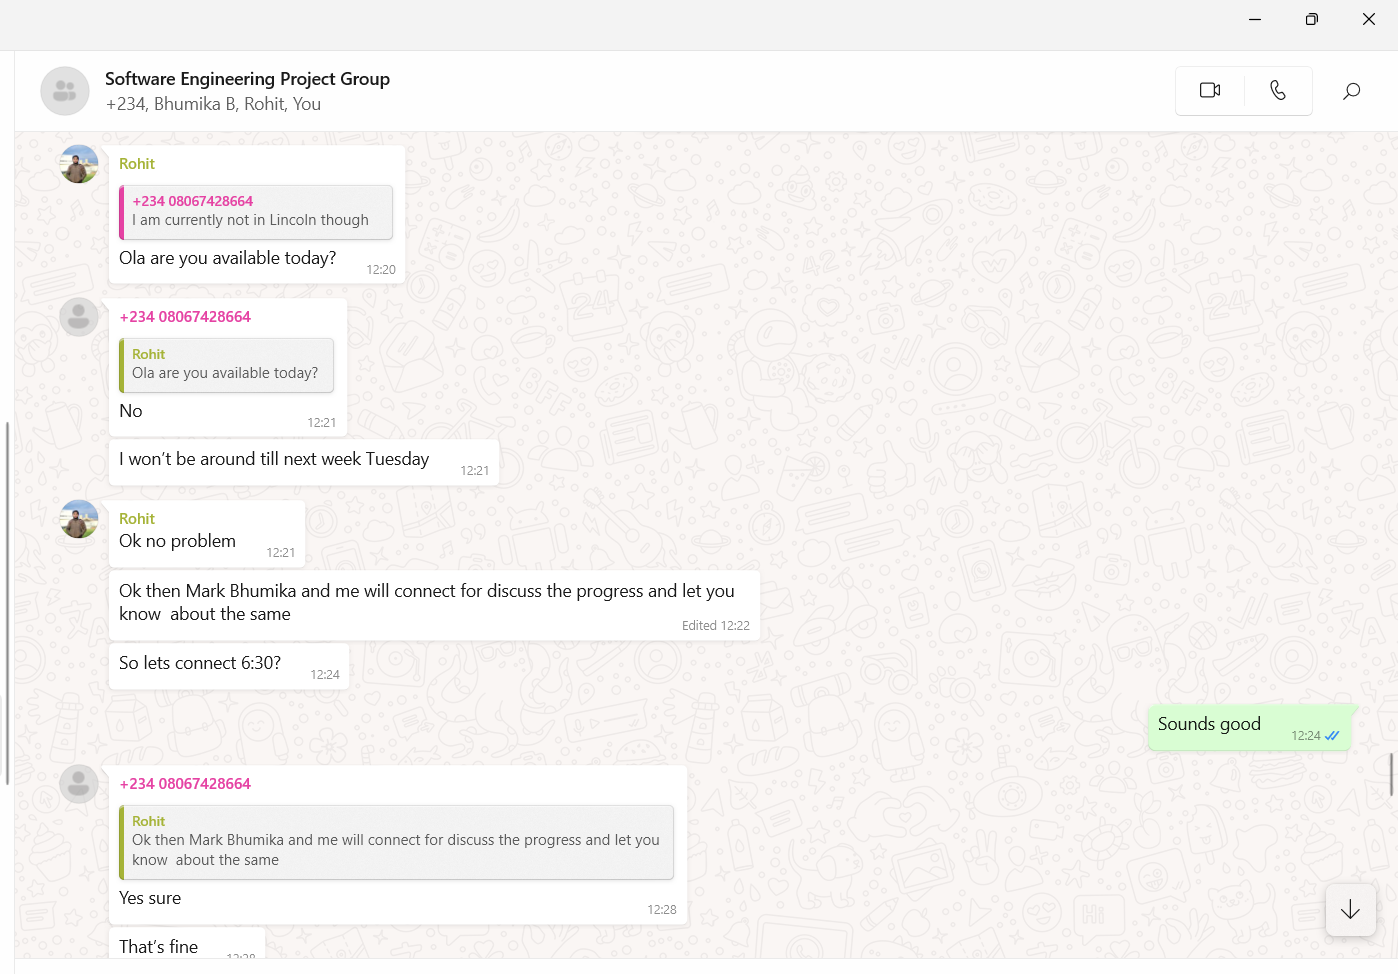 Software Engineering Project Group
+234, Bhumika B, Rohit, You
Rohit
+234 08067428664
I am currently not in Lincoln though
Ola are you available today?
12:20
+234 08067428664
Rohit
Ola are you available today?
No
12:21
I won't be around till next week Tuesday
12:21
Rohit
Ok no problem
12:21
Ok then Mark Bhumika and me will connect for discuss the progress and let you
know  about the same
Edited 12:22
So lets connect 6:30?
12:24
Sounds good
12:24
+234 08067428664
Rohit
Ok then Mark Bhumika and me will connect for discuss the progress and let you
know  about the same
Yes sure
12:28
That's fine
12:28